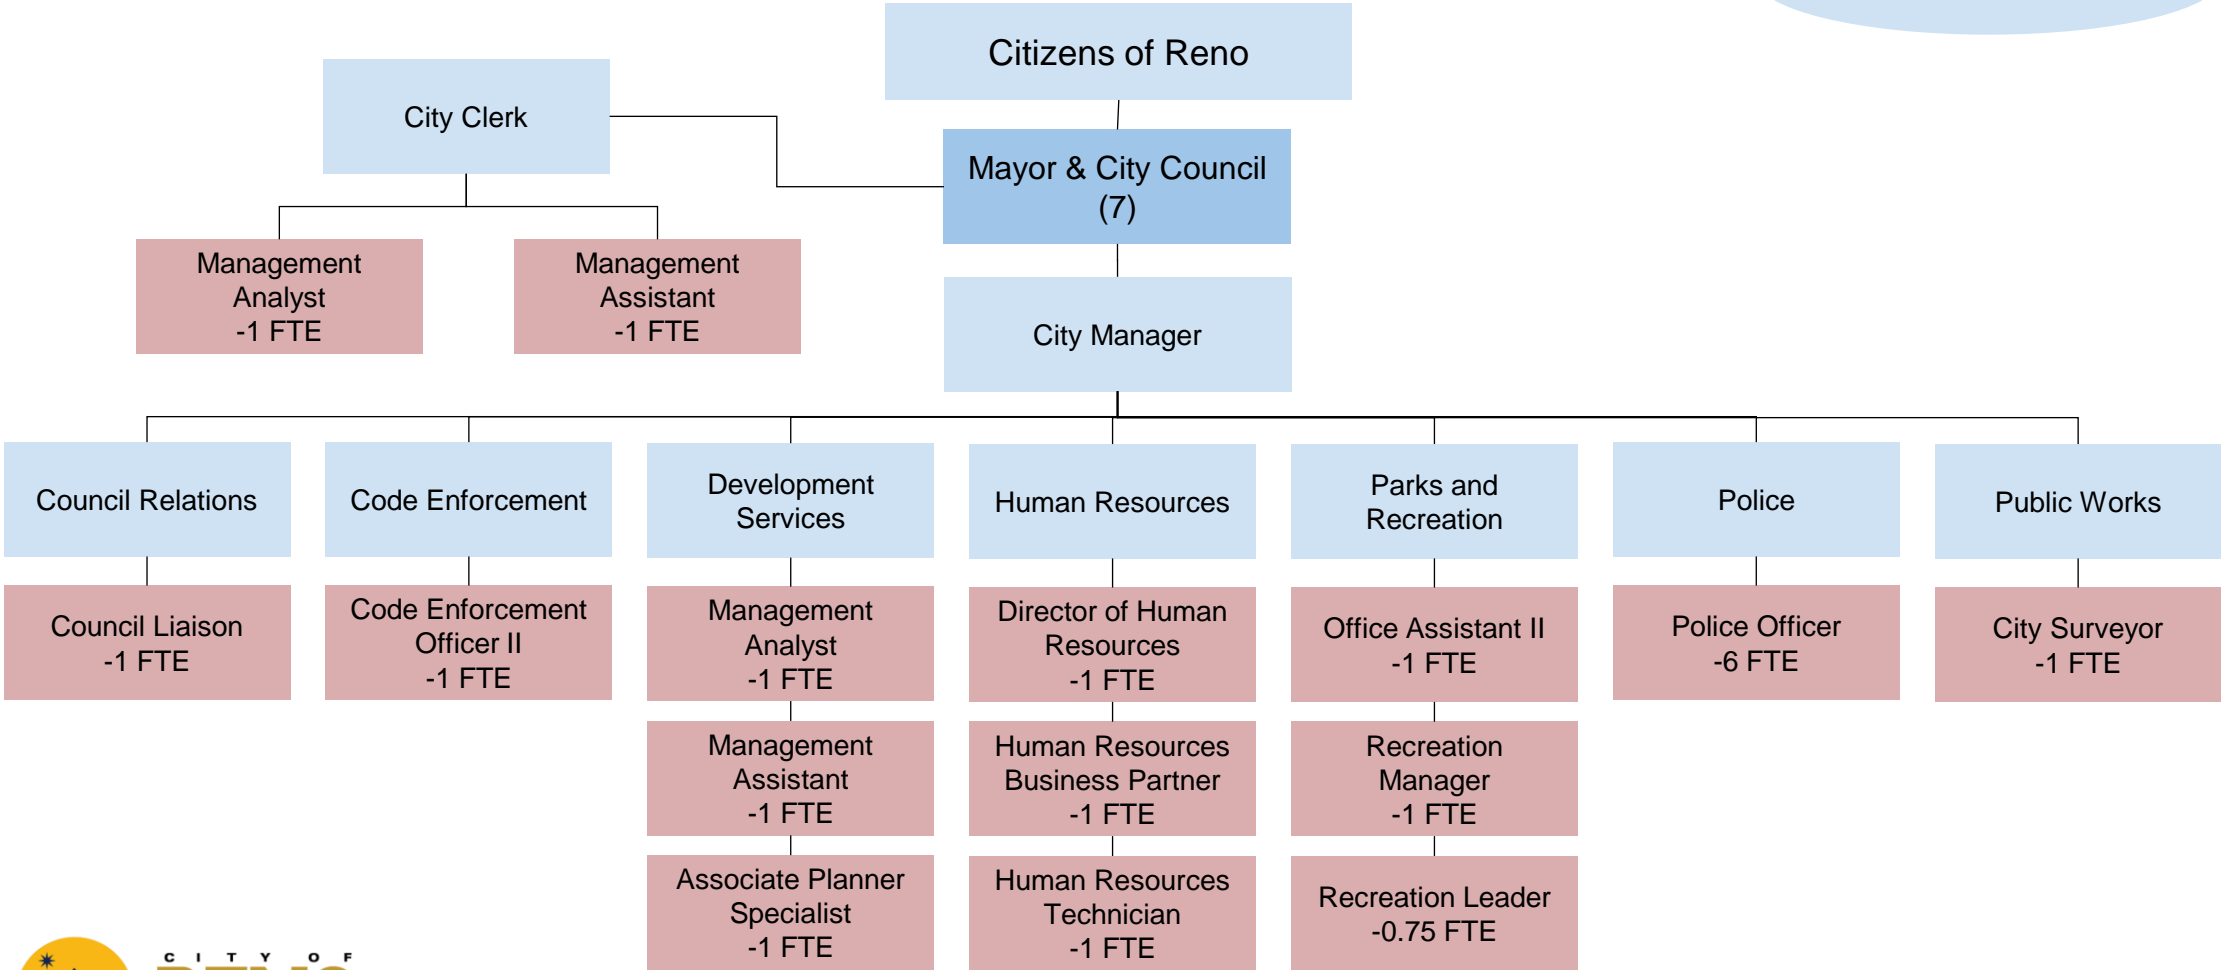 Citizens of Reno
City Clerk
Mayor & City Council
(7)
Management
Analyst
-1 FTE
Management
Assistant
-1 FTE
City Manager
Council Relations
Code Enforcement
Development
Services
Human Resources
Parks and
Recreation
Police
Public Works
Council Liaison
-1 FTE
Code Enforcement
Officer II
-1 FTE
Management
Analyst
-1 FTE
Director of Human
Resources
-1 FTE
Office Assistant II
-1 FTE
Police Officer
-6 FTE
City Surveyor
-1 FTE
Management
Assistant
-1 FTE
Human Resources
Business Partner
-1 FTE
Recreation
Manager
-1 FTE
Associate Planner
Specialist
-1 FTE
Human Resources
Technician
-1 FTE
Recreation Leader
-0.75 FTE
CITY OF